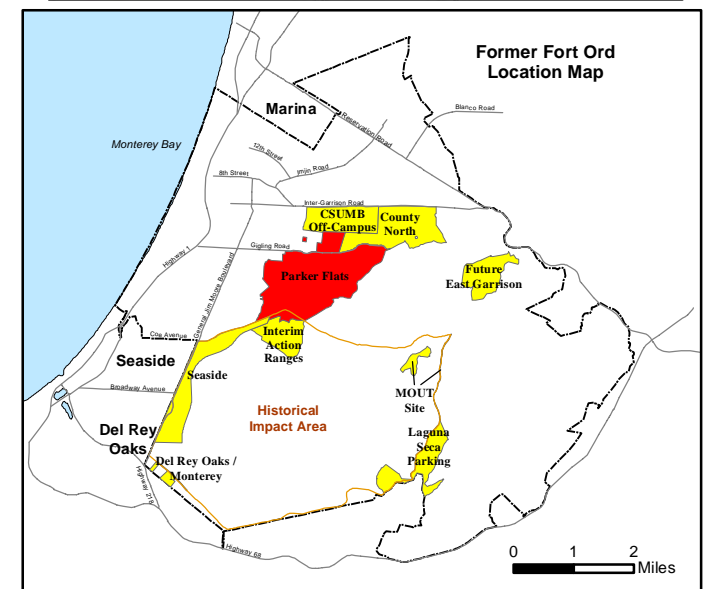 Former Fort Ord
Location Map
Marina
Blanco Road
Reservation Road
Monterey Bay
12th Street
Imjin Road
8th Street
Inter-Garrison Road
CSUMB
Off-Campus
County
North
Gigling Road
Highway 1
Parker Flats
Future
East Garrison
General Jim Moore Boulevard
Coe Avenue
Interim
Action
Ranges
Seaside
Seaside
Broadway Avenue
MOUT
Site
Historical
Impact Area
Del Rey
Oaks
Laguna
Seca
Parking
Del Rey Oaks /
Monterey
Highway 218
Highway 68
0 1 2
Miles